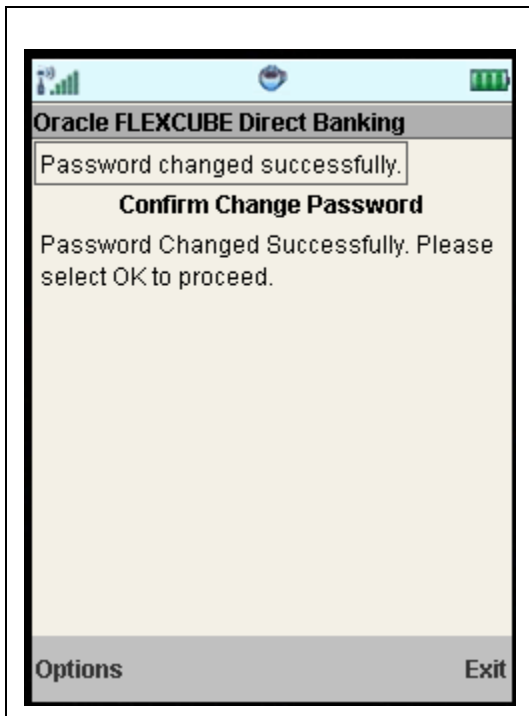 Oracle FLEXCUBE Direct Banking
Password changed successfully.
Confirm Change Password
Password Changed Successfully. Please
select OK to proceed.
Options Exit